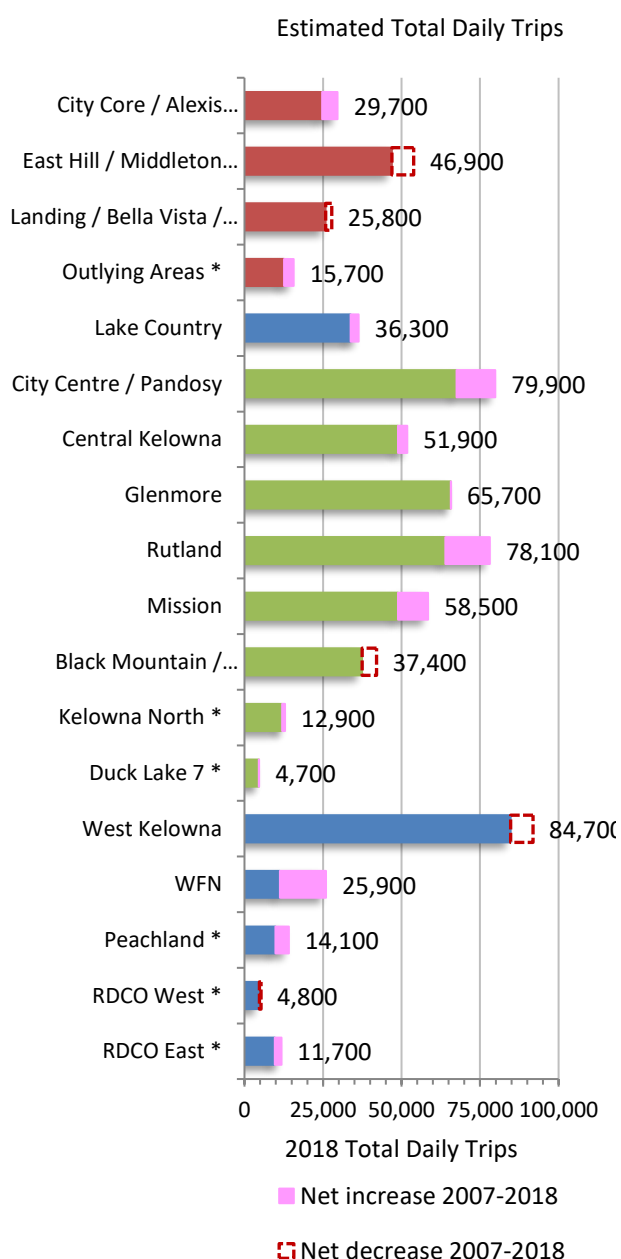 Estimated Total Daily Trips
City Core / Alexis... 29,700
East Hill / Middleton... 46,900
Landing / Bella Vista /... 25,800
Outlying Areas * 15,700
Lake Country 36,300
City Centre / Pandosy 79,900
Central Kelowna 51,900
Glenmore 65,700
Rutland 78,100
Mission 58,500
Black Mountain /... 37,400
Kelowna North * 12,900
Duck Lake 7 * 4,700
West Kelowna 84,700
WFN 25,900
Peachland * 14,100
RDCO West * 4,800
RDCO East * 11,700
0 25,000 50,000 75,000 100,000
2018 Total Daily Trips
Net increase 2007-2018
Net decrease 2007-2018